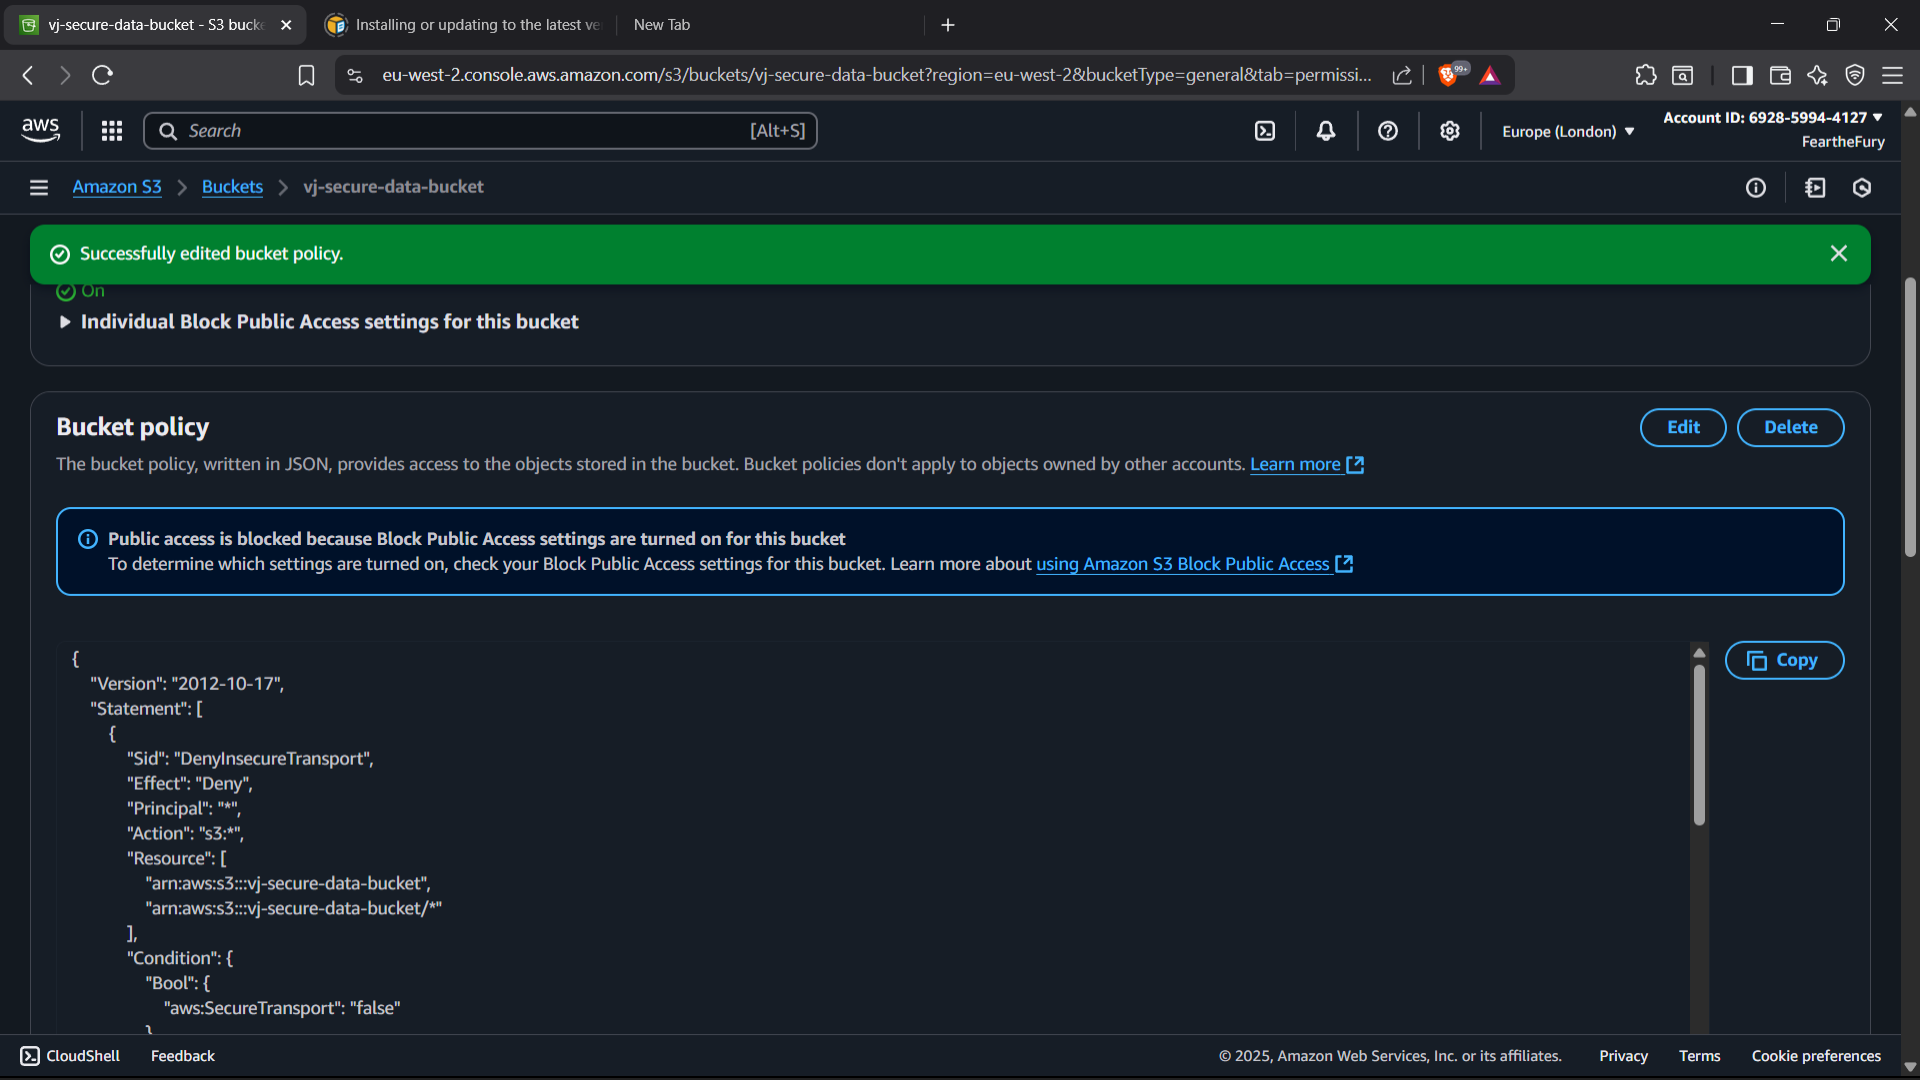 vj-secure-data-bucket - S3 bucke
Installing or updating to the latest ve
New Tab
eu-west-2.console.aws.amazon.com/s3/buckets/vj-secure-data-bucket?region=eu-west-2&bucketType=general&tab=permissi...
99+
aws
Search
[Alt+S]
Europe (London)
Account ID: 6928-5994-4127
FeartheFury
Amazon S3
Buckets
vj-secure-data-bucket
Successfully edited bucket policy.
On
Individual Block Public Access settings for this bucket
Bucket policy
Edit
Delete
The bucket policy, written in JSON, provides access to the objects stored in the bucket. Bucket policies don't apply to objects owned by other accounts. Learn more
Public access is blocked because Block Public Access settings are turned on for this bucket
To determine which settings are turned on, check your Block Public Access settings for this bucket. Learn more about using Amazon S3 Block Public Access
Copy
{
"Version": "2012-10-17",
"Statement": [
{
"Sid": "DenyInsecureTransport",
"Effect": "Deny",
"Principal": "*",
"Action": "s3:*",
"Resource": [
"arn:aws:s3:::vj-secure-data-bucket",
"arn:aws:s3:::vj-secure-data-bucket/*"
],
"Condition": {
"Bool": {
"aws:SecureTransport": "false"
}
CloudShell
Feedback
© 2025, Amazon Web Services, Inc. or its affiliates.
Privacy
Terms
Cookie preferences